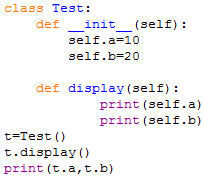 class Test:
    def __init__(self):
        self.a=10
        self.b=20
    def display(self):
            print(self.a)
            print(self.b)
t=Test()
t.display()
print(t.a,t.b)